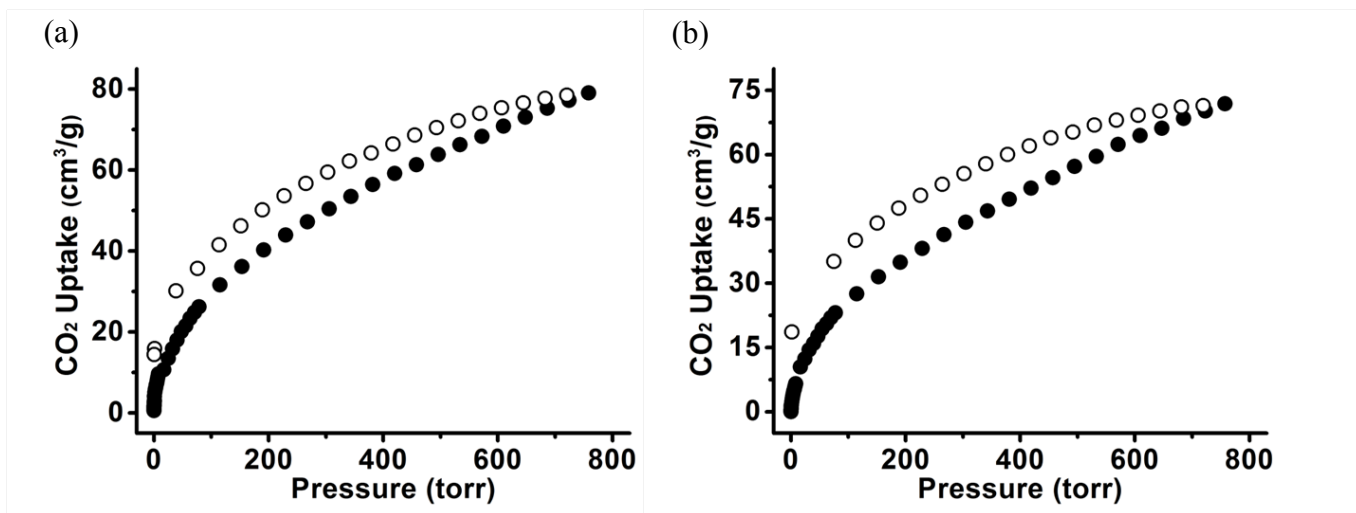 (a)
80
60
40
20
0
CO₂ Uptake (cm³/g)
0 200 400 600 800
Pressure (torr)
(b)
75
60
45
30
15
0
CO₂ Uptake (cm³/g)
0 200 400 600 800
Pressure (torr)